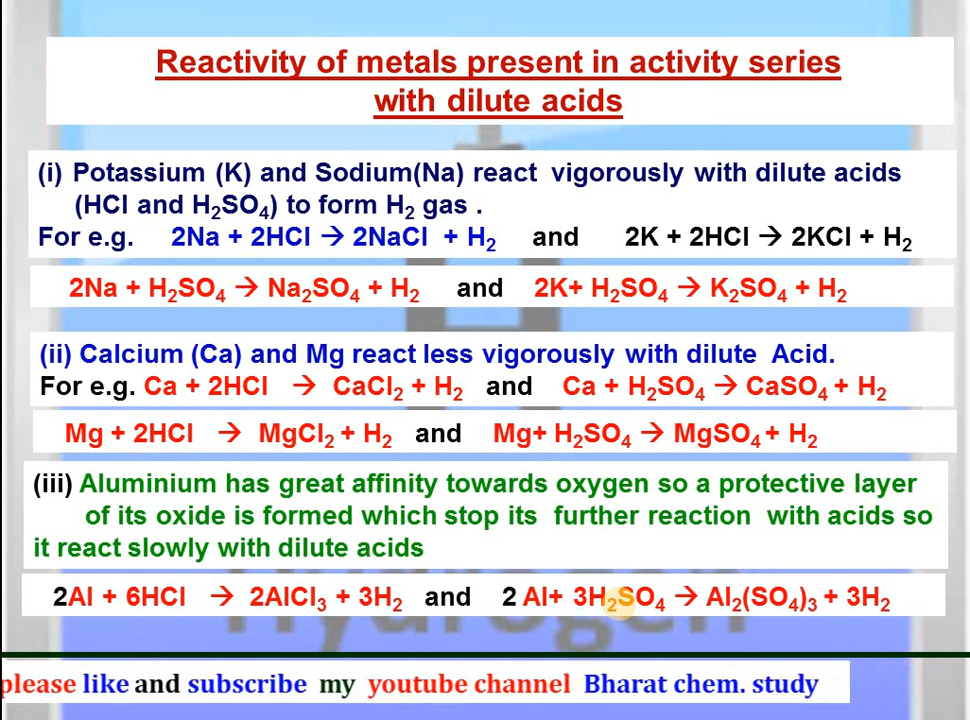 Reactivity of metals present in activity series
with dilute acids
(i) Potassium (K) and Sodium(Na) react vigorously with dilute acids
(HCl and H₂SO₄) to form H₂ gas .
For e.g. 2Na + 2HCl → 2NaCl + H₂ and 2K + 2HCl → 2KCl + H₂
2Na + H₂SO₄ → Na₂SO₄ + H₂ and 2K+ H₂SO₄ → K₂SO₄ + H₂
(ii) Calcium (Ca) and Mg react less vigorously with dilute Acid.
For e.g. Ca + 2HCl → CaCl₂ + H₂ and Ca + H₂SO₄ → CaSO₄ + H₂
Mg + 2HCl → MgCl₂ + H₂ and Mg+ H₂SO₄ → MgSO₄ + H₂
(iii) Aluminium has great affinity towards oxygen so a protective layer
of its oxide is formed which stop its further reaction with acids so
it react slowly with dilute acids
2Al + 6HCl → 2AlCl₃ + 3H₂ and 2 Al+ 3H₂SO₄ → Al₂(SO₄)₃ + 3H₂
Hydrogen
please like and subscribe my youtube channel Bharat chem. study